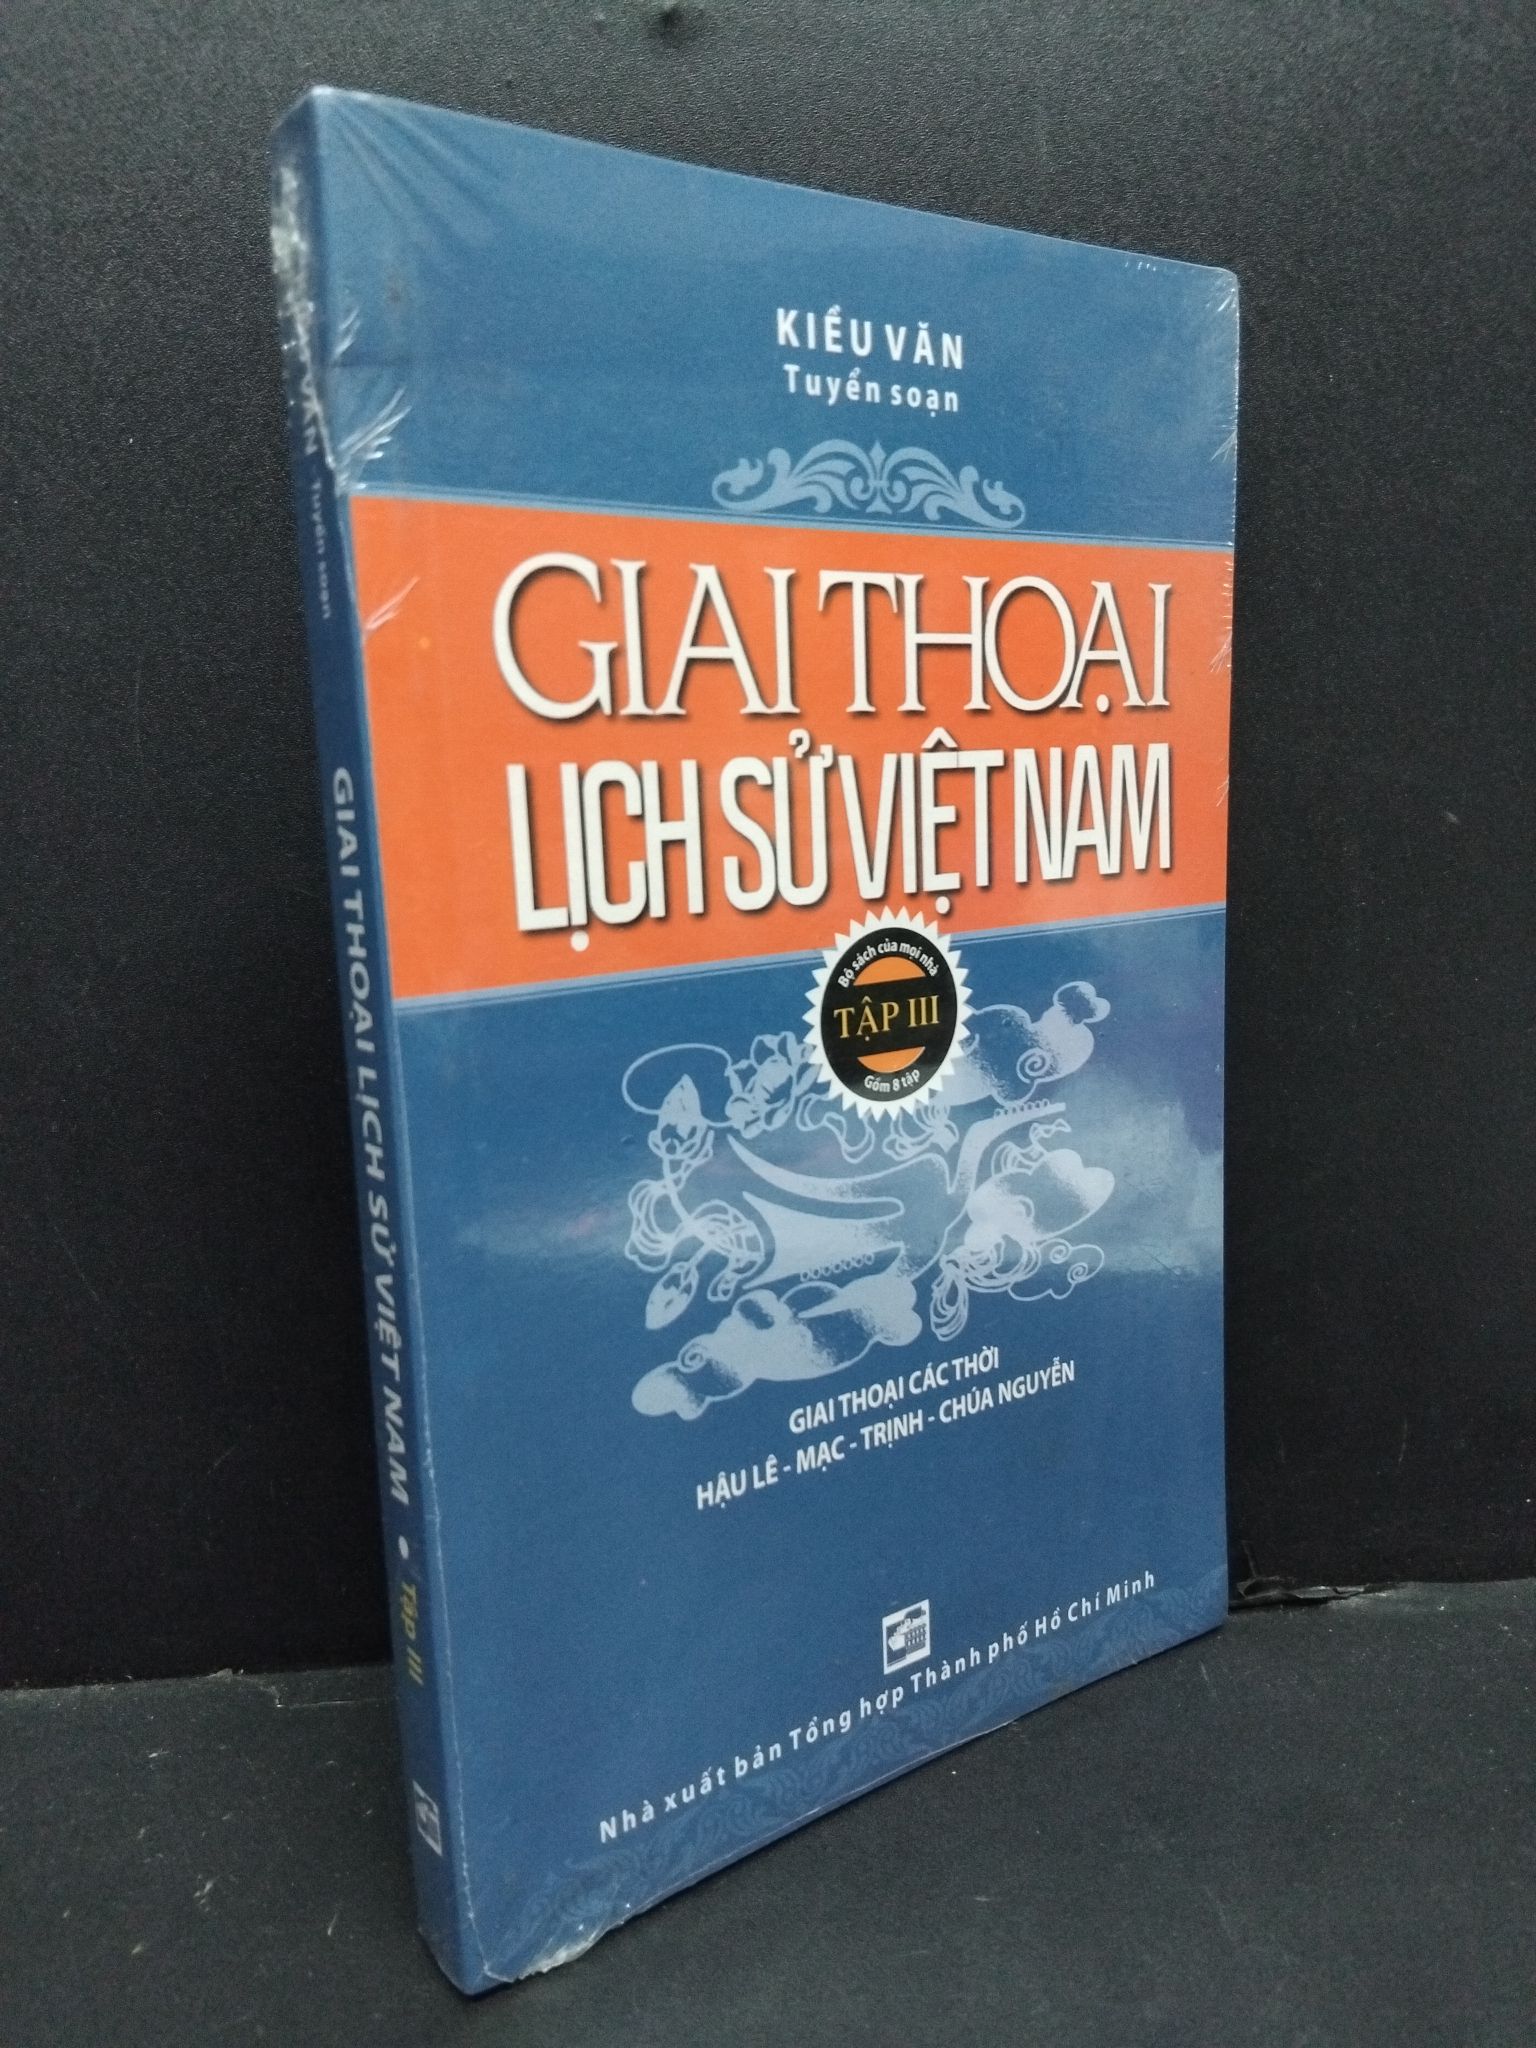 KIỀU VĂN
Tuyển soạn
GIAI THOẠI
LỊCH SỬ VIỆT NAM
Bộ sách của mọi nhà
TẬP III
Gồm 8 tập
GIAI THOẠI CÁC THỜI
HẬU LÊ - MẠC - TRỊNH - CHÚA NGUYỄN
Nhà xuất bản Tổng hợp Thành phố Hồ Chí Minh
VĂN Tuyển soạn
GIAI THOẠI LỊCH SỬ VIỆT NAM • Tập III